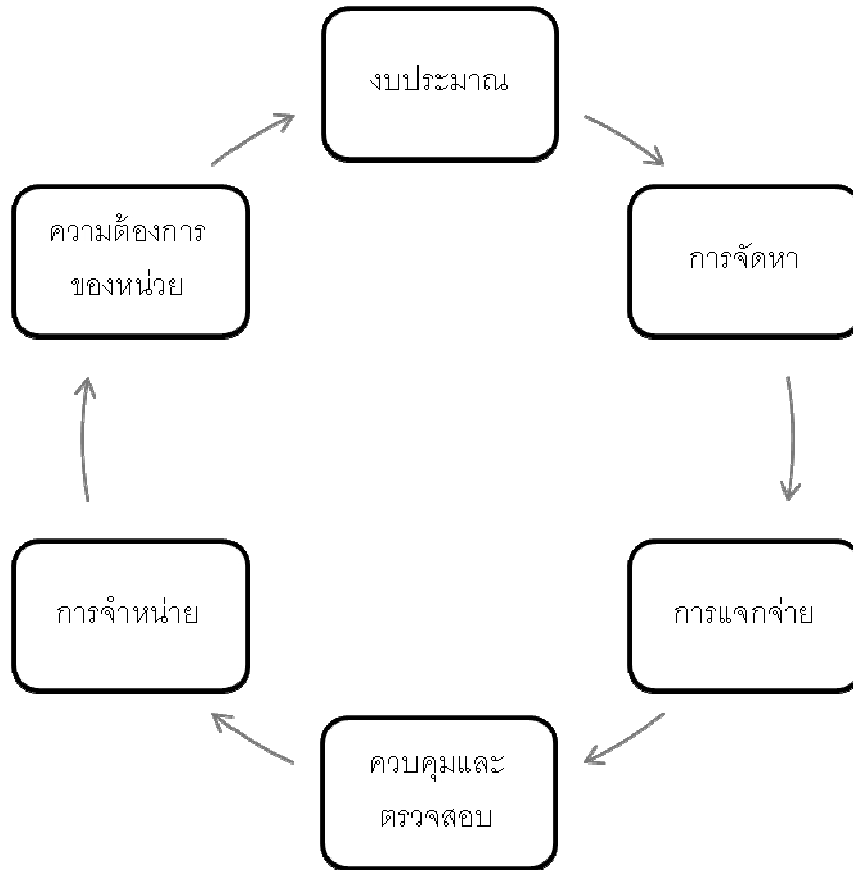 งบประมาณ
การจัดหา
การแจกจ่าย
ควบคุมและ
ตรวจสอบ
การจำหน่าย
ความต้องการ
ของหน่วย